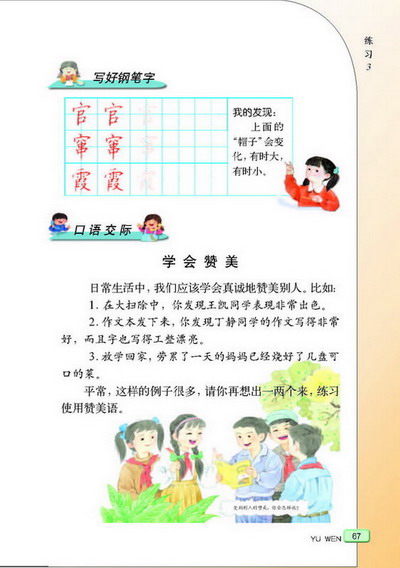 练习3
写好钢笔字
官 官 官
窜 窜 窜
霞 霞 霞
我的发现:
上面的
“帽子”会变
化,有时大,
有时小。
口语交际
学会赞美
日常生活中,我们应该学会真诚地赞美别人。比如:
1. 在大扫除中,你发现王凯同学表现非常出色。
2. 作文本发下来,你发现丁静同学的作文写得非常
好,而且字也写得工整漂亮。
3. 放学回家,劳累了一天的妈妈已经烧好了几盘可
口的菜。
平常,这样的例子很多,请你再想出一两个来,练习
使用赞美语。
YU WEN
67